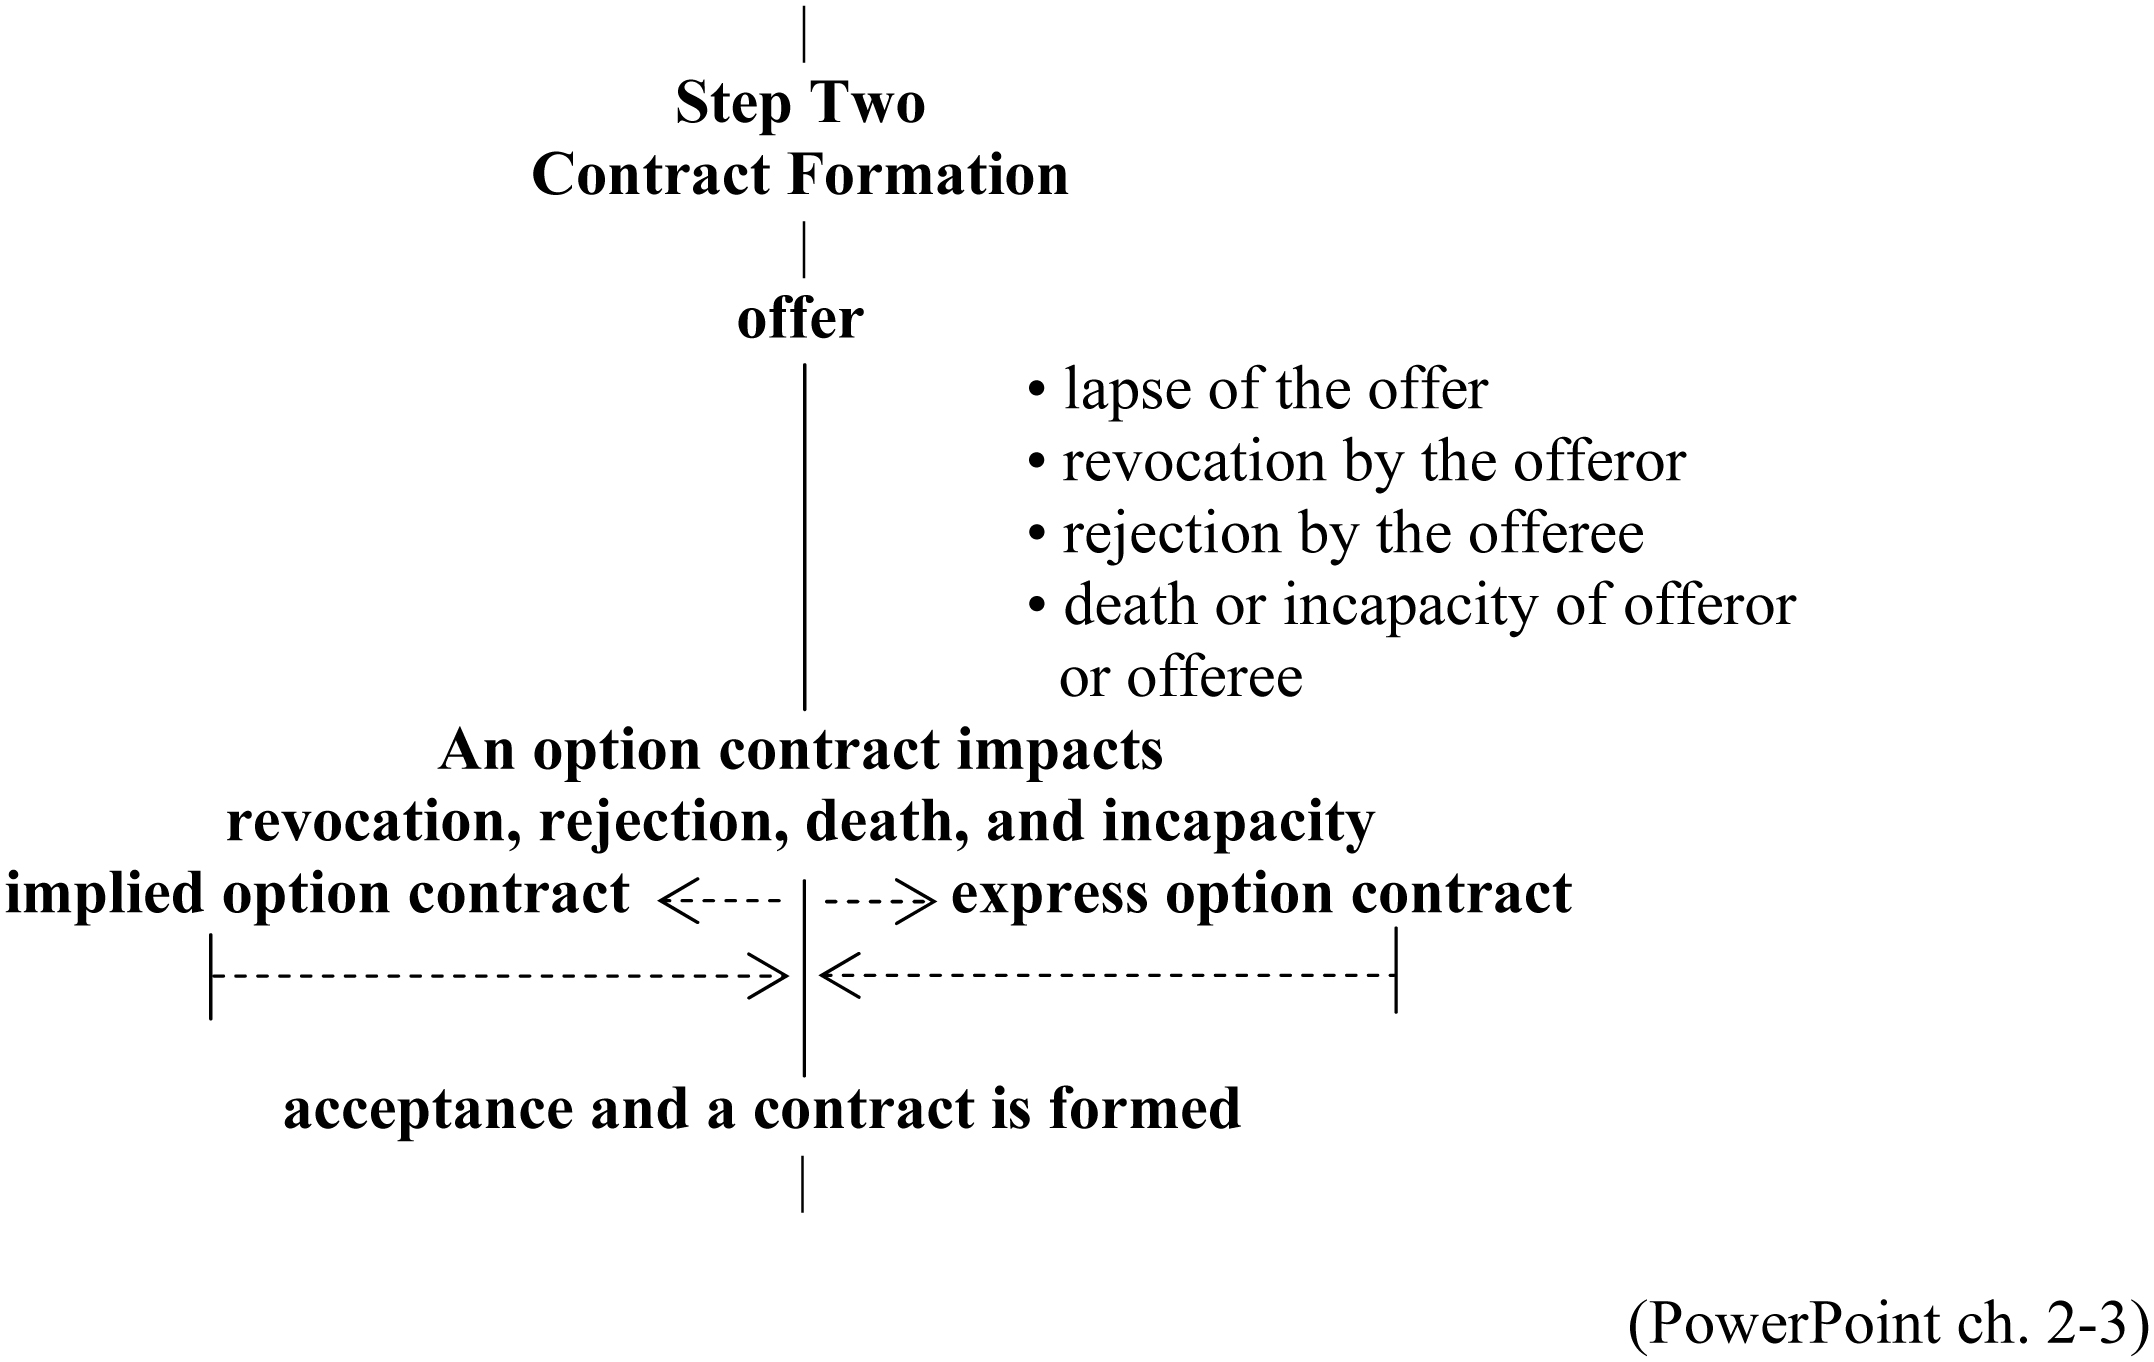 Step Two
Contract Formation
offer
• lapse of the offer
• revocation by the offeror
• rejection by the offeree
• death or incapacity of offeror
or offeree
An option contract impacts
revocation, rejection, death, and incapacity
implied option contract express option contract
acceptance and a contract is formed
(PowerPoint ch. 2-3)